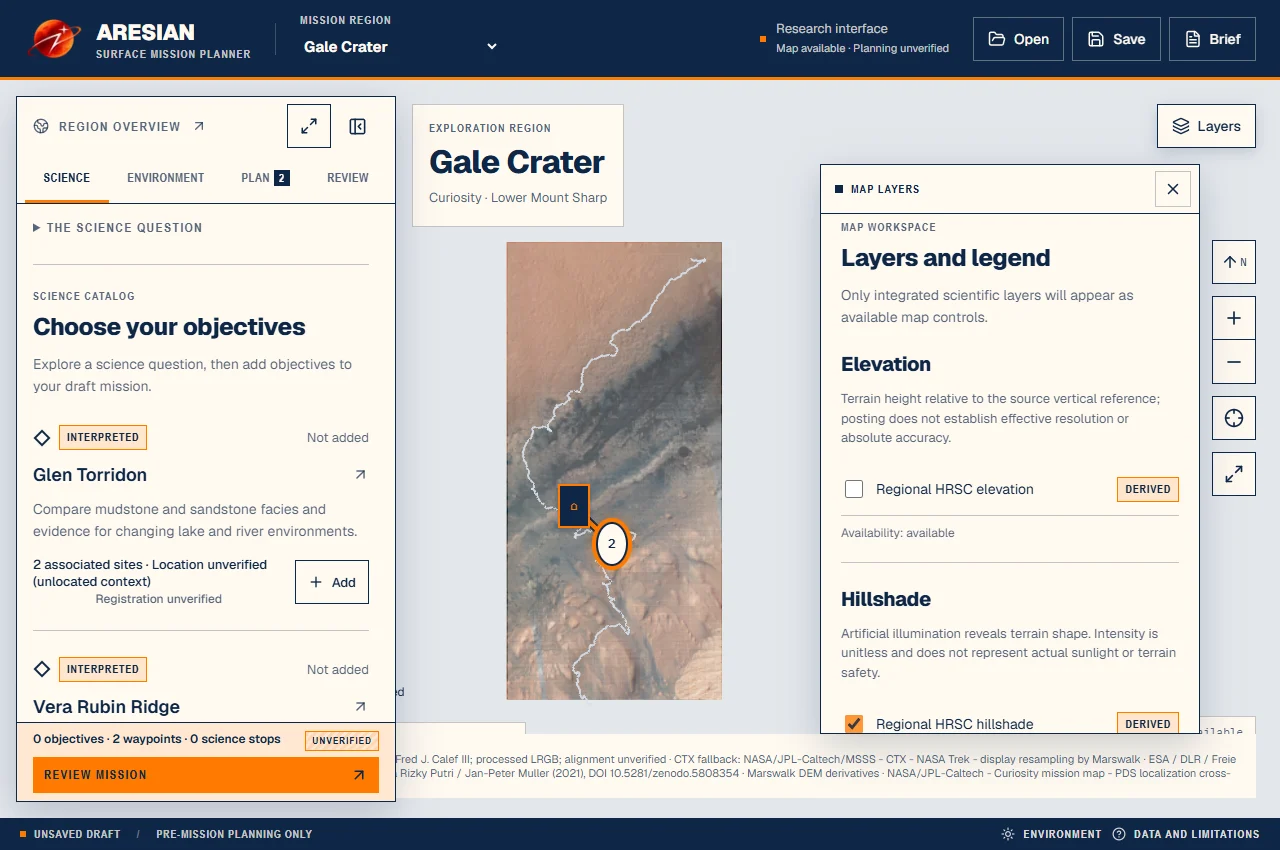 ARESIAN
SURFACE MISSION PLANNER
MISSION REGION
Gale Crater
Research interface
Map available · Planning unverified
Open
Save
Brief
REGION OVERVIEW
SCIENCE
ENVIRONMENT
PLAN 2
REVIEW
THE SCIENCE QUESTION
SCIENCE CATALOG
Choose your objectives
Explore a science question, then add objectives to
your draft mission.
INTERPRETED
Not added
Glen Torridon
Compare mudstone and sandstone facies and
evidence for changing lake and river environments.
2 associated sites · Location unverified
(unlocated context)
Registration unverified
Add
INTERPRETED
Not added
Vera Rubin Ridge
0 objectives · 2 waypoints · 0 science stops
UNVERIFIED
REVIEW MISSION
EXPLORATION REGION
Gale Crater
Curiosity · Lower Mount Sharp
2
Layers
MAP LAYERS
MAP WORKSPACE
Layers and legend
Only integrated scientific layers will appear as
available map controls.
Elevation
Terrain height relative to the source vertical reference;
posting does not establish effective resolution or
absolute accuracy.
Regional HRSC elevation
DERIVED
Availability: available
Hillshade
Artificial illumination reveals terrain shape. Intensity is
unitless and does not represent actual sunlight or terrain
safety.
Regional HRSC hillshade
DERIVED
N
Fred J. Calef III; processed LRGB; alignment unverified · CTX fallback: NASA/JPL-Caltech/MSSS - CTX - NASA Trek - display resampling by Marswalk · ESA / DLR / Freie
Rizky Putri / Jan-Peter Muller (2021), DOI 10.5281/zenodo.5808354 · Marswalk DEM derivatives · NASA/JPL-Caltech - Curiosity mission map - PDS localization cross-
UNSAVED DRAFT / PRE-MISSION PLANNING ONLY
ENVIRONMENT
DATA AND LIMITATIONS